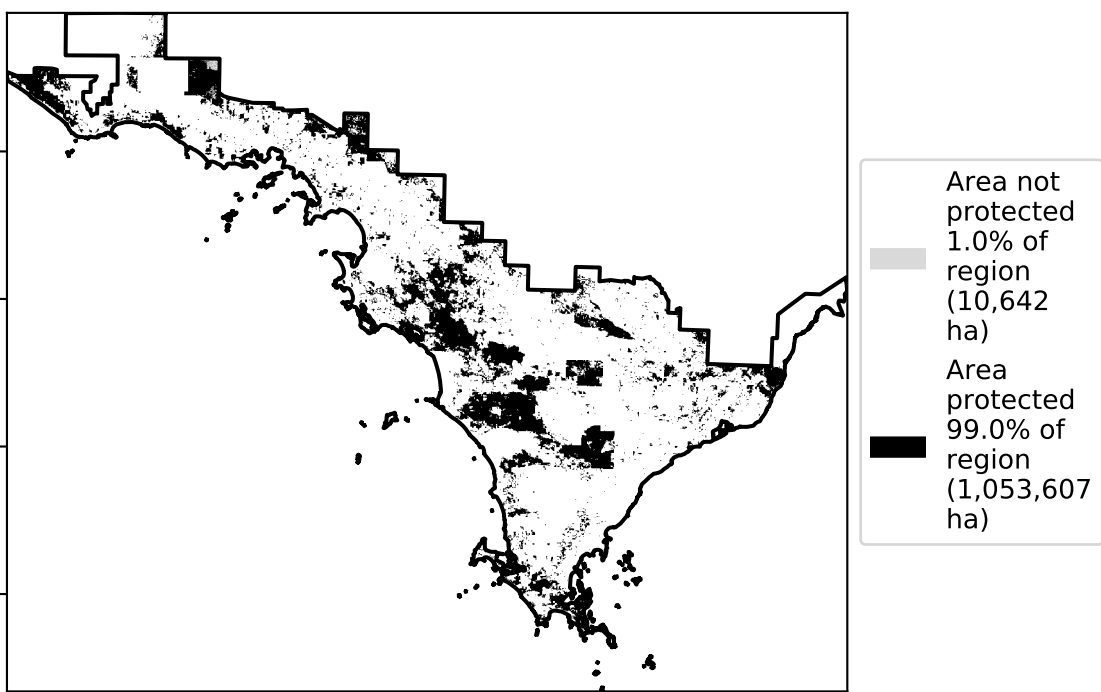 Area not
protected
1.0% of
region
(10,642
ha)
Area
protected
99.0% of
region
(1,053,607
ha)